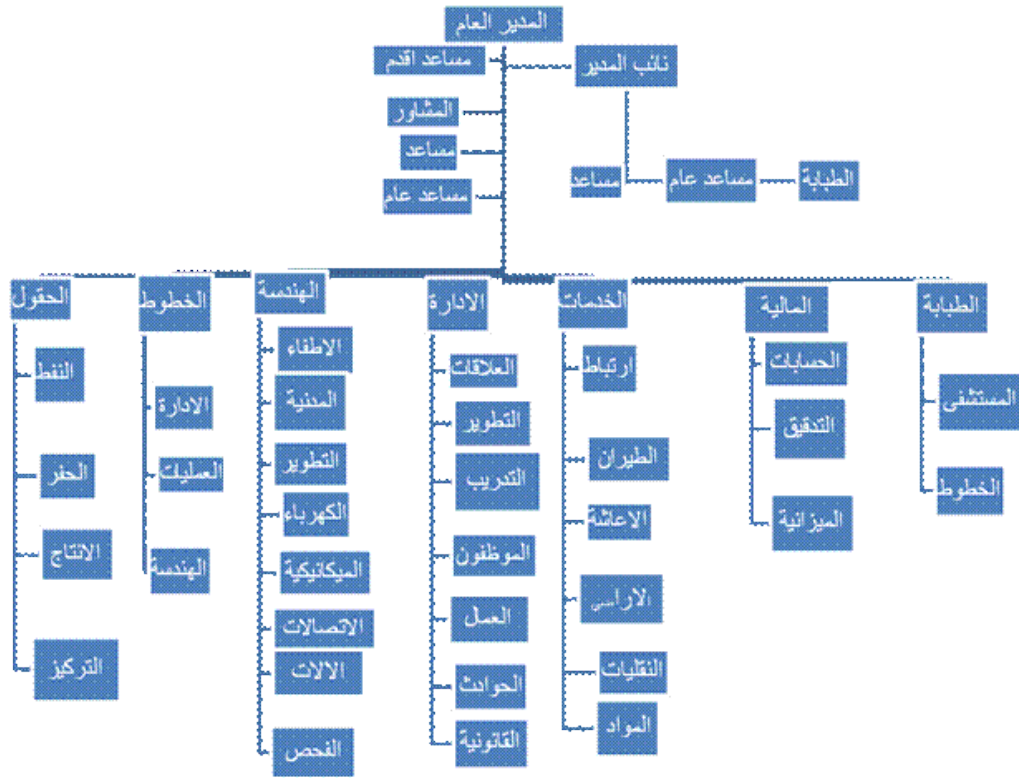 المدير العام
نائب المدير
مساعد اقدم
المشاور
مساعد
مساعد عام
الطبابة
مساعد عام
مساعد
الطبابة
المستشفى
الخطوط
المالية
الحسابات
التدقيق
الميزانية
الخدمات
ارتباط
الطيران
الاعاشة
الاراسي
النقليات
المواد
الادارة
العلاقات
التطوير
التدريب
الموظفون
العمل
الحوادث
القانونية
الهندسة
الاطفاء
المدنية
التطوير
الكهرباء
الميكانيكية
الاتصالات
الالات
الفحص
الخطوط
الادارة
العمليات
الهندسة
الحقول
النفط
الحفر
الانتاج
التركيز